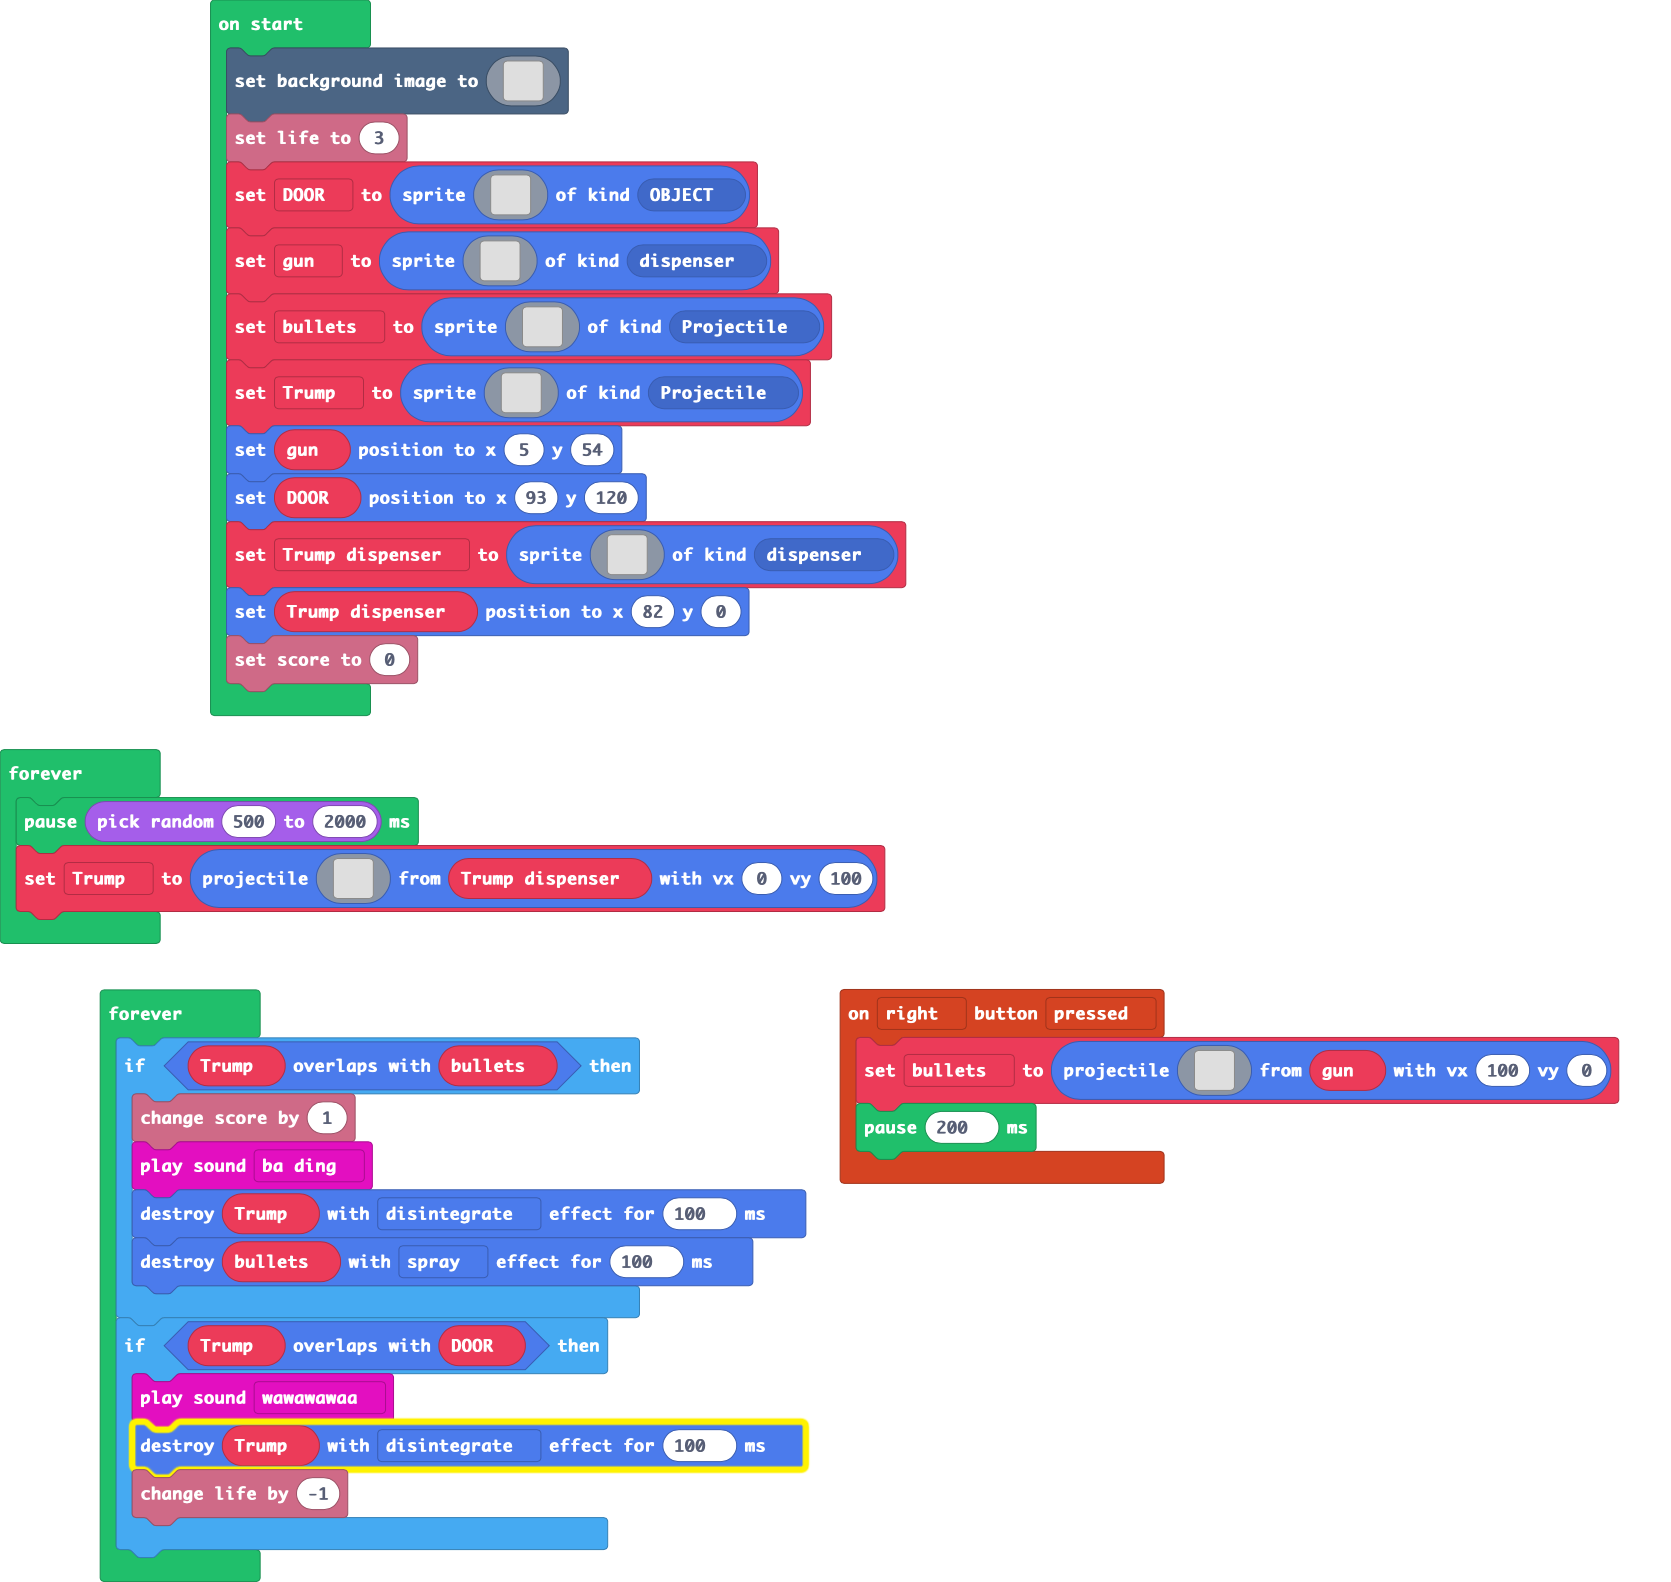 on start
set background image to
set life to 3
set DOOR to sprite of kind OBJECT
set gun to sprite of kind dispenser
set bullets to sprite of kind Projectile
set Trump to sprite of kind Projectile
set gun position to x 5 y 54
set DOOR position to x 93 y 120
set Trump dispenser to sprite of kind dispenser
set Trump dispenser position to x 82 y 0
set score to 0
forever
pause pick random 500 to 2000 ms
set Trump to projectile from Trump dispenser with vx 0 vy 100
forever
if Trump overlaps with bullets then
change score by 1
play sound ba ding
destroy Trump with disintegrate effect for 100 ms
destroy bullets with spray effect for 100 ms
if Trump overlaps with DOOR then
play sound wawawawaa
destroy Trump with disintegrate effect for 100 ms
change life by -1
on right button pressed
set bullets to projectile from gun with vx 100 vy 0
pause 200 ms